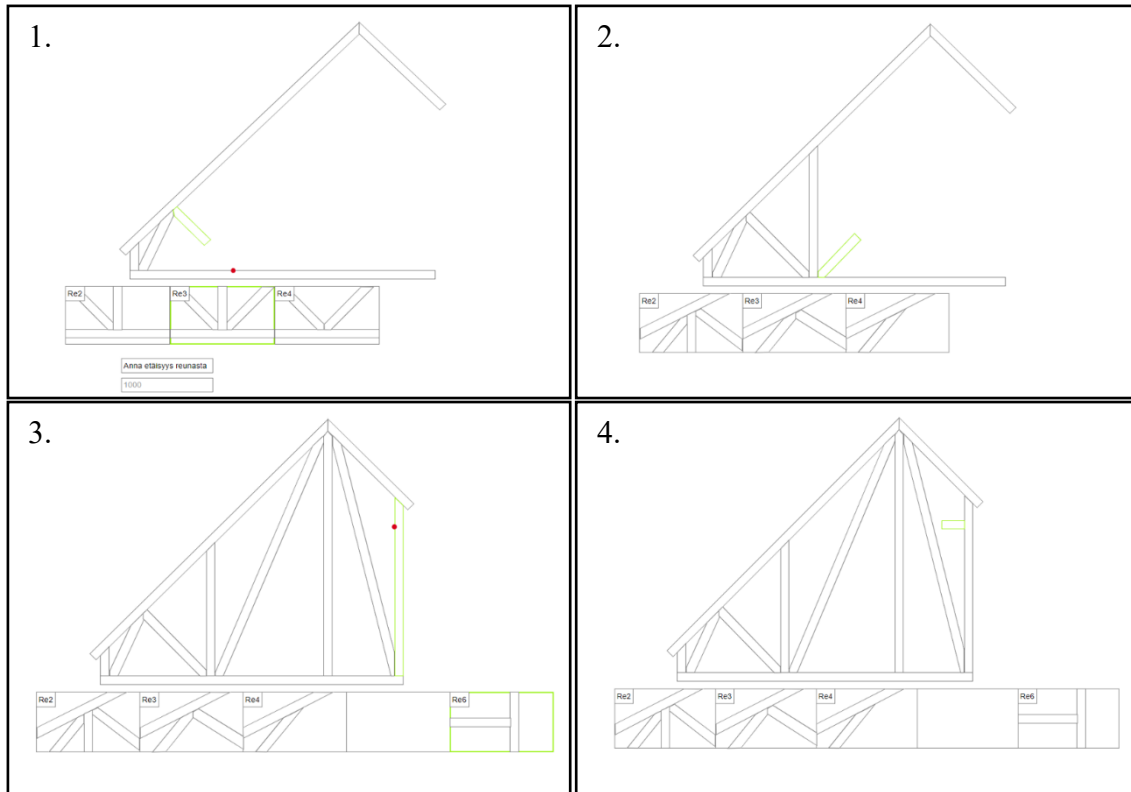 1.
Re2 Re3 Re4
Anna etäisyys reunasta
1000
2.
Re2 Re3 Re4
3.
Re2 Re3 Re4 Re6
4.
Re2 Re3 Re4 Re6